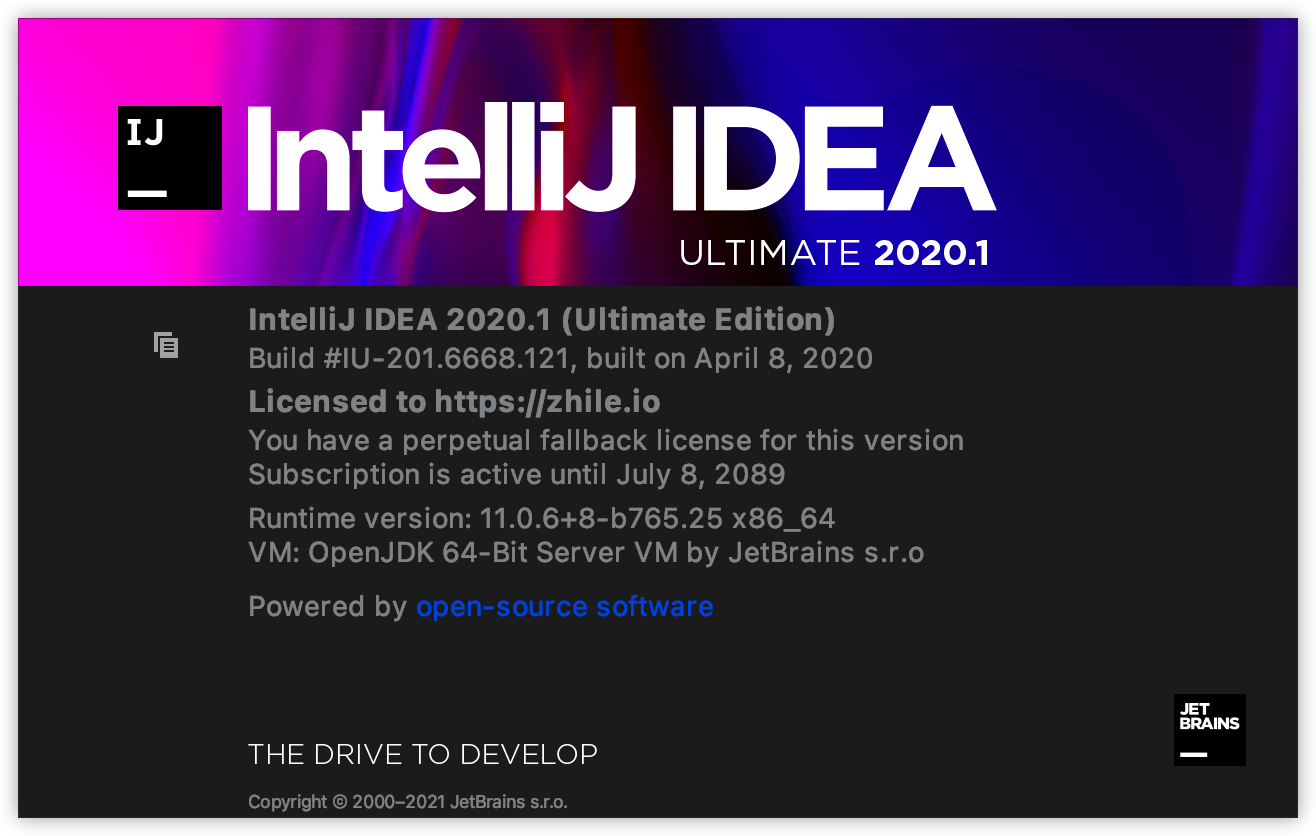 IJ
IntelliJ IDEA
ULTIMATE 2020.1
IntelliJ IDEA 2020.1 (Ultimate Edition)
Build #IU-201.6668.121, built on April 8, 2020
Licensed to https://zhile.io
You have a perpetual fallback license for this version
Subscription is active until July 8, 2089
Runtime version: 11.0.6+8-b765.25 x86_64
VM: OpenJDK 64-Bit Server VM by JetBrains s.r.o
Powered by open-source software
JET
BRAINS
THE DRIVE TO DEVELOP
Copyright © 2000–2021 JetBrains s.r.o.